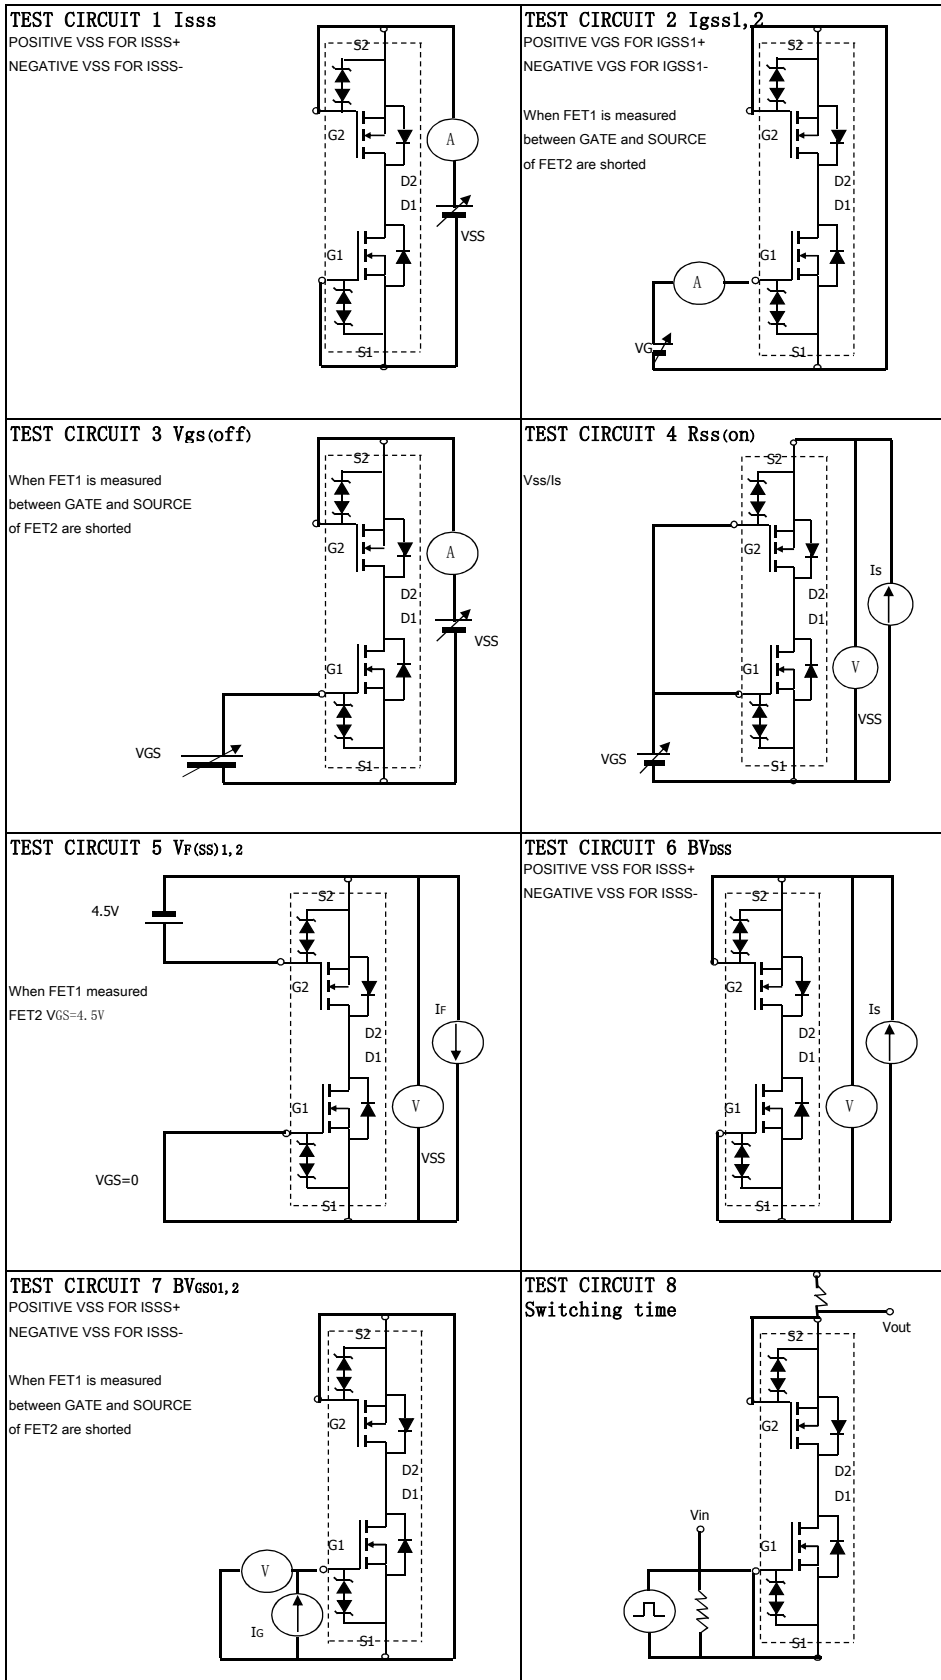 TEST CIRCUIT 1 Isss
POSITIVE VSS FOR ISSS+
NEGATIVE VSS FOR ISSS-
S2
G2
A
D2
D1
VSS
G1
S1
TEST CIRCUIT 2 Igss1,2
POSITIVE VGS FOR IGSS1+
NEGATIVE VGS FOR IGSS1-
When FET1 is measured
between GATE and SOURCE
of FET2 are shorted
S2
G2
D2
D1
G1
A
VG
S1
TEST CIRCUIT 3 Vgs(off)
When FET1 is measured
between GATE and SOURCE
of FET2 are shorted
S2
G2
A
D2
D1
VSS
G1
VGS
S1
TEST CIRCUIT 4 Rss(on)
Vss/Is
S2
G2
Is
D2
D1
G1
V
VSS
VGS
S1
TEST CIRCUIT 5 VF(SS)1,2
4.5V
S2
When FET1 measured
FET2 VGS=4.5V
G2
IF
D2
D1
G1
V
VSS
VGS=0
S1
TEST CIRCUIT 6 BVDSS
POSITIVE VSS FOR ISSS+
NEGATIVE VSS FOR ISSS-
S2
G2
Is
D2
D1
G1
V
S1
TEST CIRCUIT 7 BVGSO1,2
POSITIVE VSS FOR ISSS+
NEGATIVE VSS FOR ISSS-
When FET1 is measured
between GATE and SOURCE
of FET2 are shorted
S2
G2
D2
D1
G1
V
IG
S1
TEST CIRCUIT 8
Switching time
Vout
S2
G2
D2
D1
Vin
G1
S1